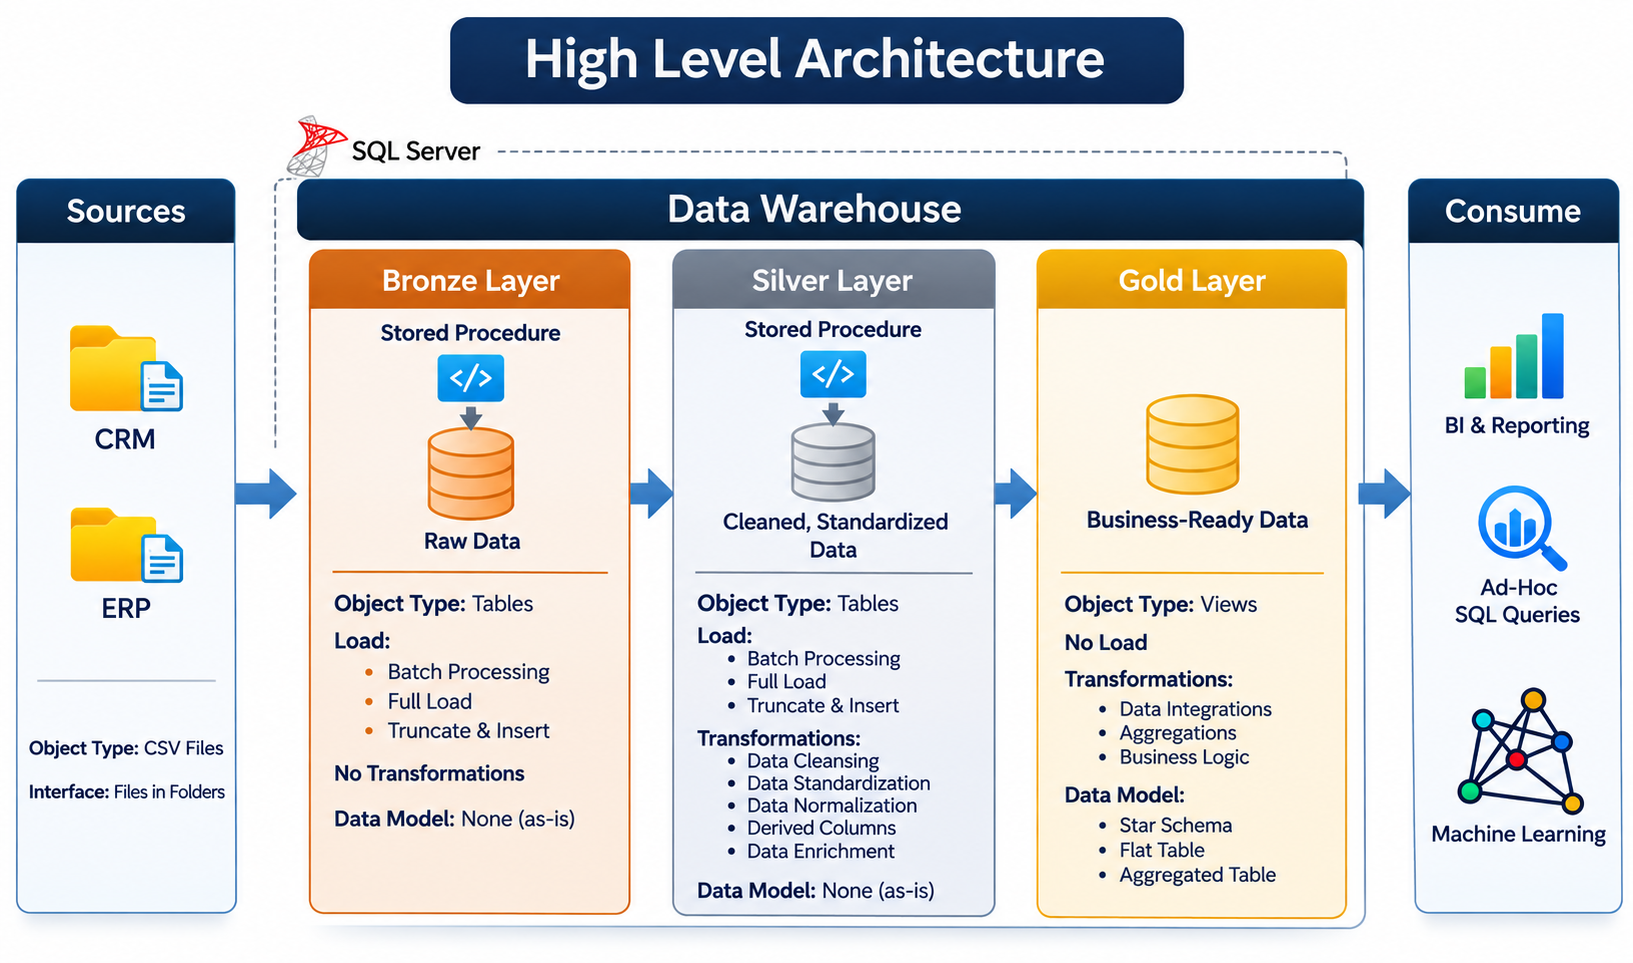 High Level Architecture
SQL Server
Sources
CRM
ERP
Object Type: CSV Files
Interface: Files in Folders
Data Warehouse
Bronze Layer
Stored Procedure
</>
Raw Data
Object Type: Tables
Load:
• Batch Processing
• Full Load
• Truncate & Insert
No Transformations
Data Model: None (as-is)
Silver Layer
Stored Procedure
</>
Cleaned, Standardized
Data
Object Type: Tables
Load:
• Batch Processing
• Full Load
• Truncate & Insert
Transformations:
• Data Cleansing
• Data Standardization
• Data Normalization
• Derived Columns
• Data Enrichment
Data Model: None (as-is)
Gold Layer
Business-Ready Data
Object Type: Views
No Load
Transformations:
• Data Integrations
• Aggregations
• Business Logic
Data Model:
• Star Schema
• Flat Table
• Aggregated Table
Consume
BI & Reporting
Ad-Hoc
SQL Queries
Machine Learning